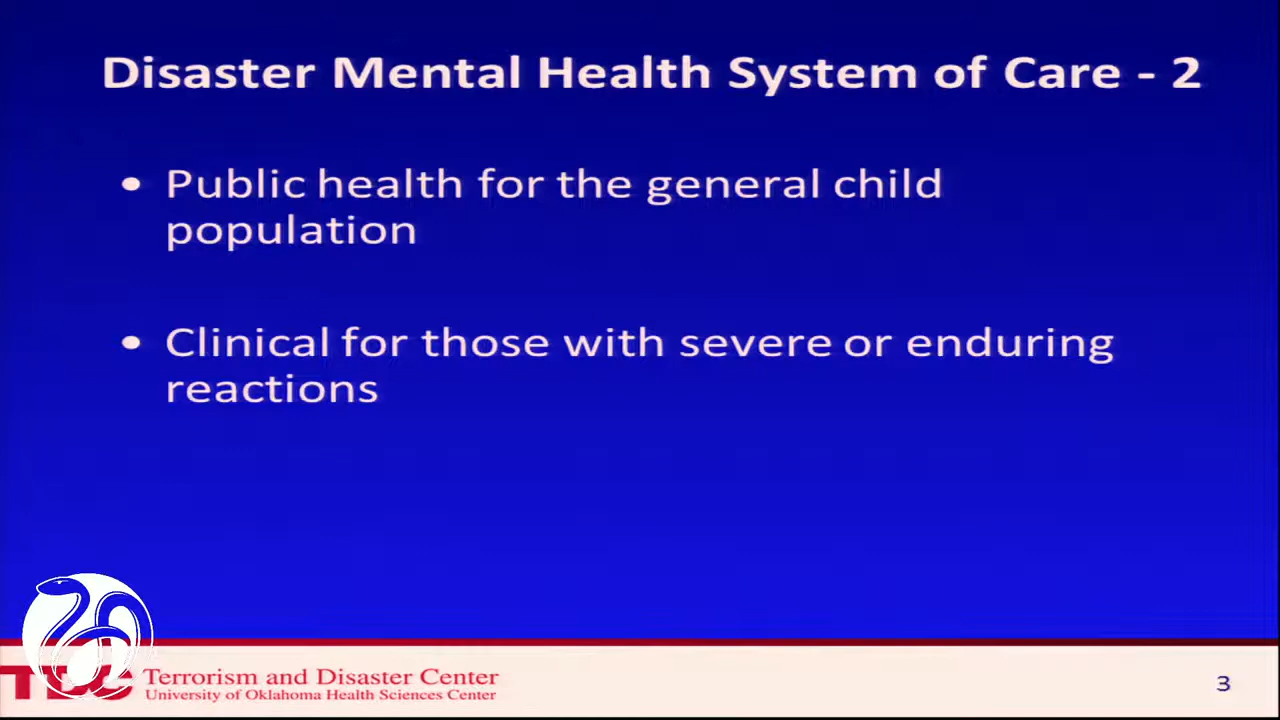 Disaster Mental Health System of Care - 2
• Public health for the general child
population
• Clinical for those with severe or enduring
reactions
Terrorism and Disaster Center
University of Oklahoma Health Sciences Center
3